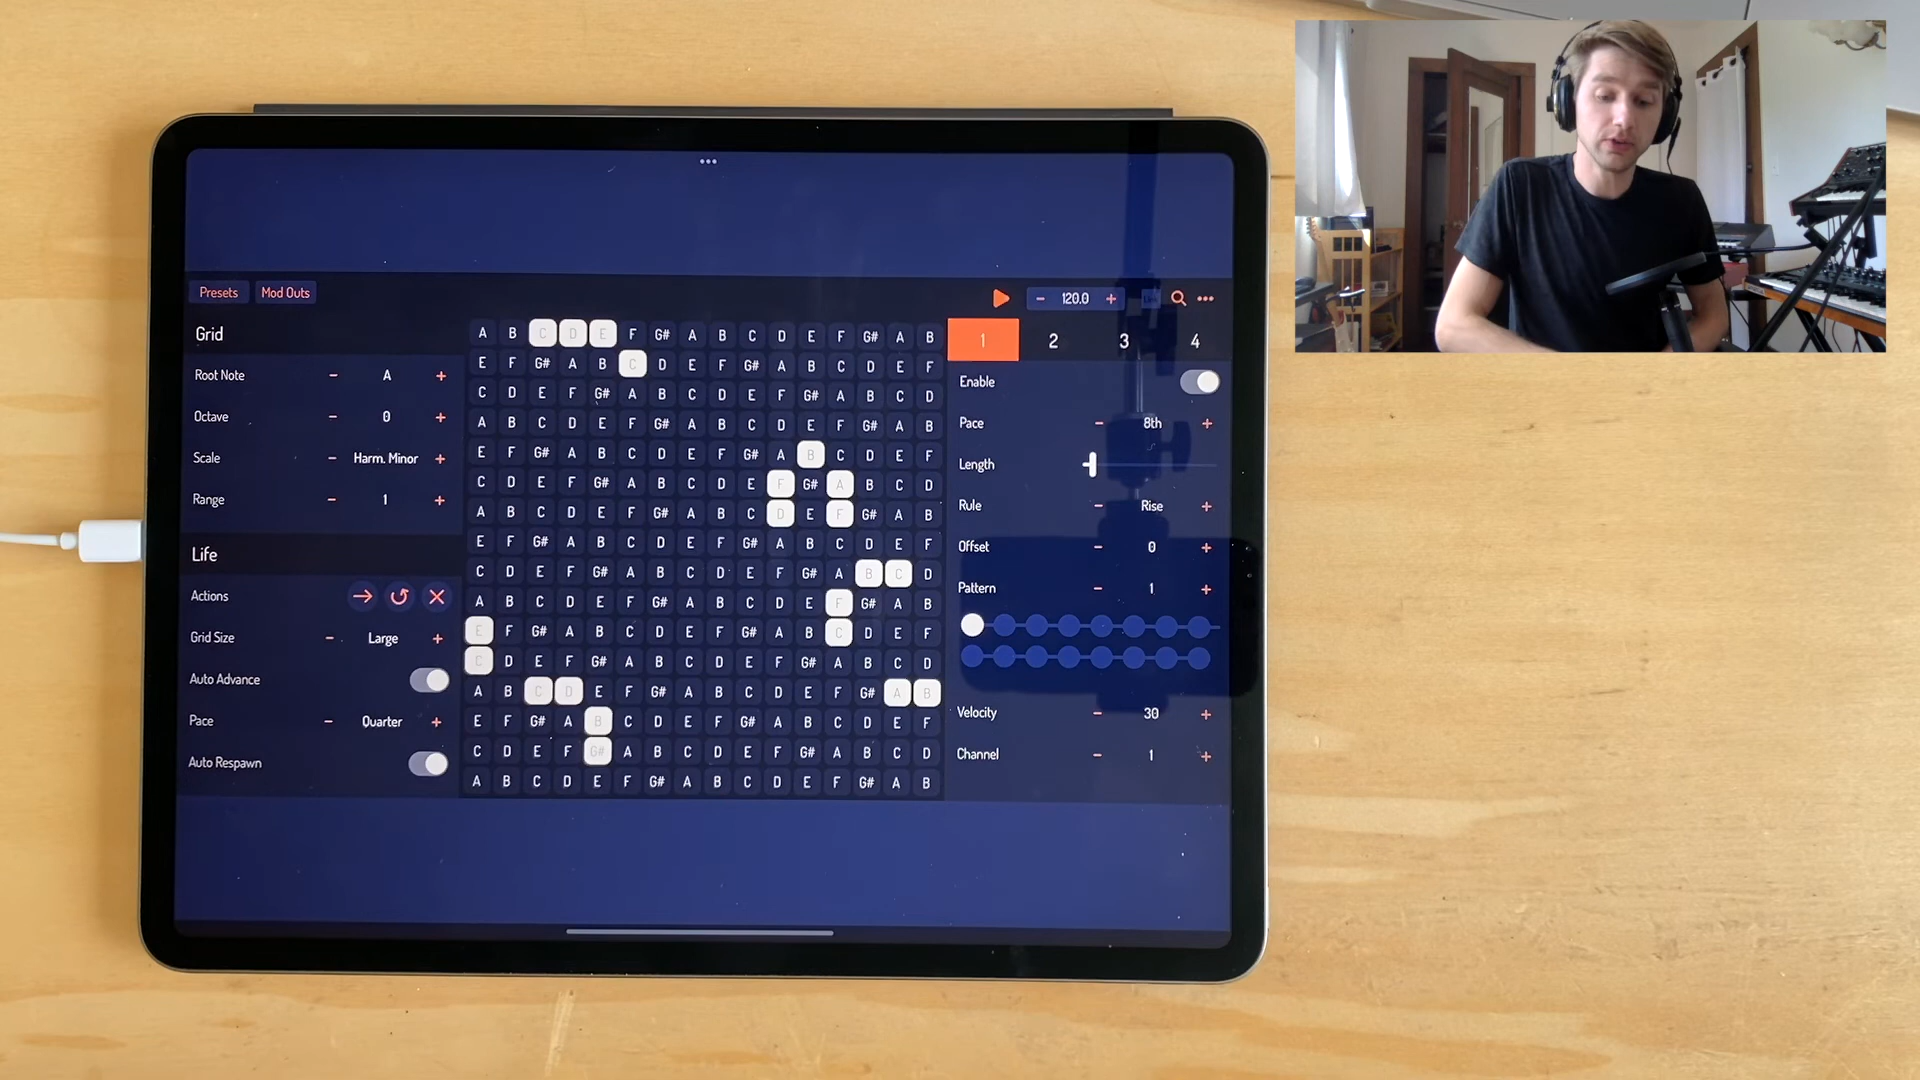 Presets Mod Outs - 120.0 + Link
Grid
Root Note - A +
Octave - 0 +
Scale - Harm. Minor +
Range - 1 +
Life
Actions
Grid Size - Large +
Auto Advance
Pace - Quarter +
Auto Respawn
A B C D E F G# A B C D E F G# A B
E F G# A B C D E F G# A B C D E F
C D E F G# A B C D E F G# A B C D
A B C D E F G# A B C D E F G# A B
E F G# A B C D E F G# A B C D E F
C D E F G# A B C D E F G# A B C D
A B C D E F G# A B C D E F G# A B
E F G# A B C D E F G# A B C D E F
C D E F G# A B C D E F G# A B C D
A B C D E F G# A B C D E F G# A B
E F G# A B C D E F G# A B C D E F
C D E F G# A B C D E F G# A B C D
A B C D E F G# A B C D E F G# A B
E F G# A B C D E F G# A B C D E F
C D E F G# A B C D E F G# A B C D
A B C D E F G# A B C D E F G# A B
1 2 3 4
Enable
Pace - 8th +
Length
Rule - Rise +
Offset - 0 +
Pattern - 1 +
Velocity - 30 +
Channel - 1 +